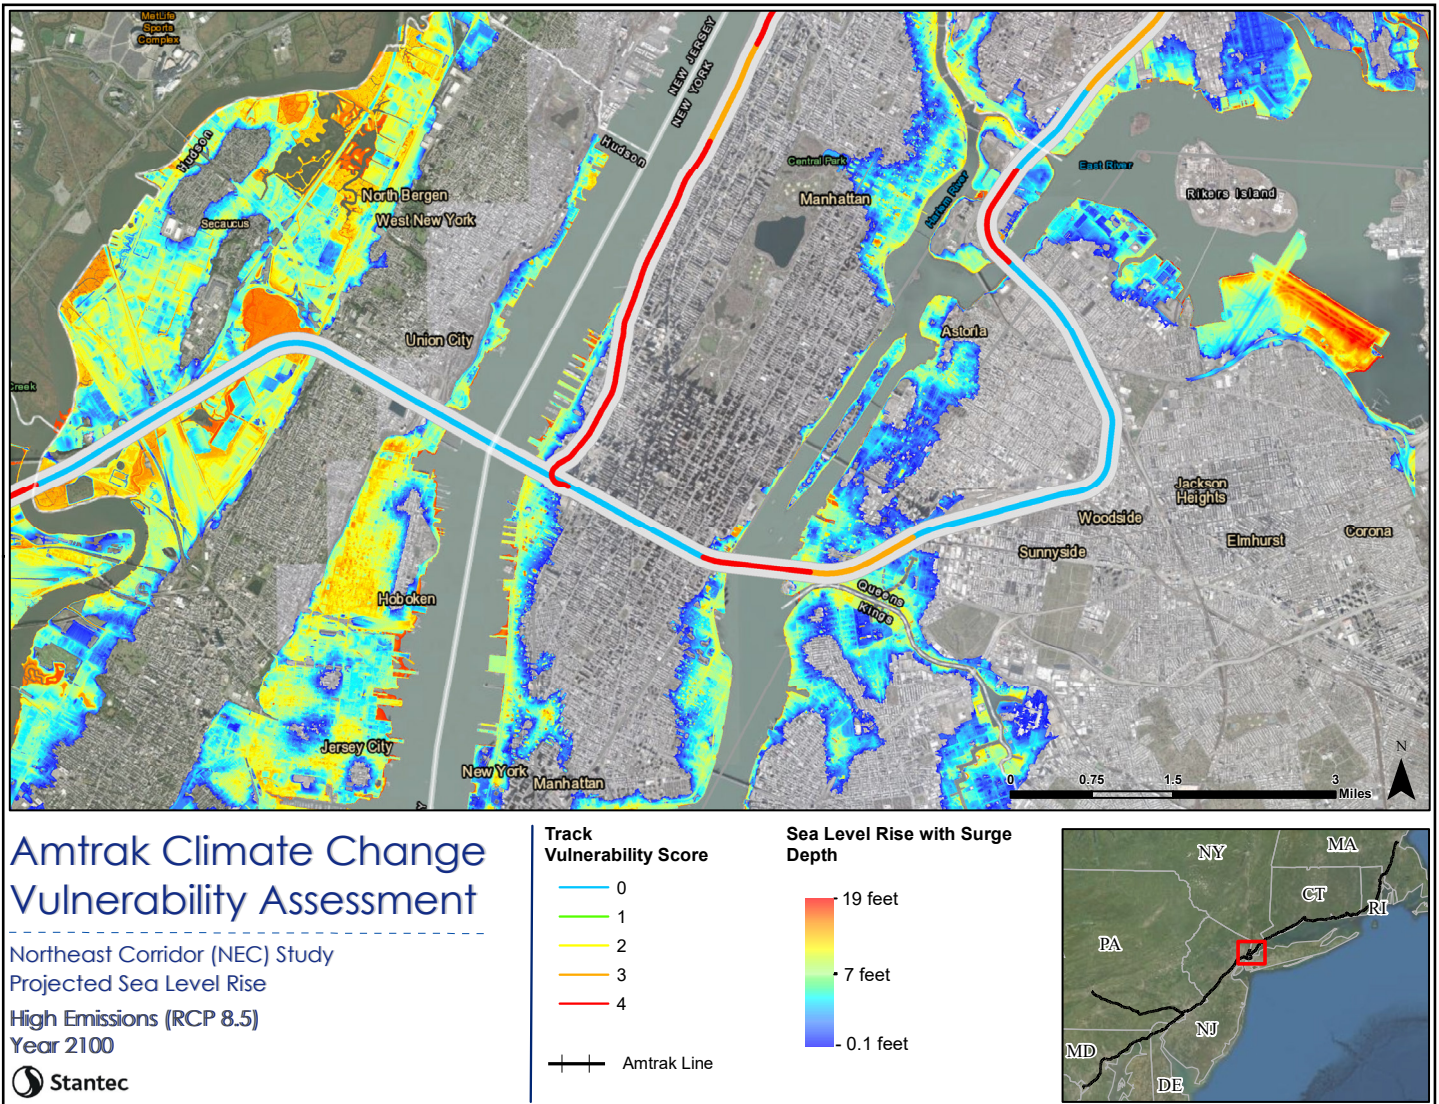 MetLife
Sports
Complex
NEW JERSEY
NEW YORK
Hudson
Hudson
Central Park
Manhattan
Harlem River
East River
Rikers Island
North Bergen
West New York
Secaucus
Union City
Astoria
Creek
Jackson
Heights
Woodside
Elmhurst
Corona
Sunnyside
Queens
Kings
Hoboken
Jersey City
New York
Manhattan
Y
N
0 0.75 1.5 3
Miles
Amtrak Climate Change
Vulnerability Assessment
Northeast Corridor (NEC) Study
Projected Sea Level Rise
High Emissions (RCP 8.5)
Year 2100
Stantec
Track
Vulnerability Score
0
1
2
3
4
Amtrak Line
Sea Level Rise with Surge
Depth
19 feet
7 feet
0.1 feet
NY
MA
CT
RI
PA
NJ
MD
DE